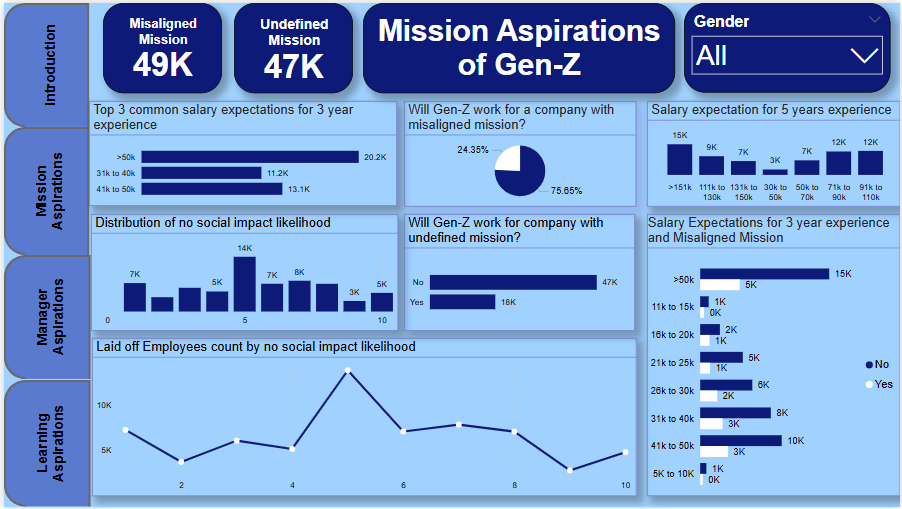 Introduction
Mission
Aspirations
Manager
Aspirations
Learning
Aspirations
Misaligned
Mission
49K
Undefined
Mission
47K
Mission Aspirations
of Gen-Z
Gender
All
Top 3 common salary expectations for 3 year
experience
>50k
20.2K
31k to 40k
11.2K
41k to 50k
13.1K
Will Gen-Z work for a company with
misaligned mission?
24.35%
75.65%
Salary expectation for 5 years experience
15K
9K
7K
3K
7K
12K
12K
>151k
111k to
130k
131k to
150k
30k to
50k
50k to
70k
71k to
90k
91k to
110k
Distribution of no social impact likelihood
7K
5K
14K
7K
8K
3K
5K
0
5
10
Will Gen-Z work for company with
undefined mission?
No
47K
Yes
18K
Salary Expectations for 3 year experience
and Misaligned Mission
>50k
15K
5K
11k to 15k
1K
0K
16k to 20k
2K
1K
21k to 25k
5K
1K
26k to 30k
6K
2K
31k to 40k
8K
3K
41k to 50k
10K
3K
5K to 10K
1K
0K
No
Yes
Laid off Employees count by no social impact likelihood
10K
5K
2
4
6
8
10